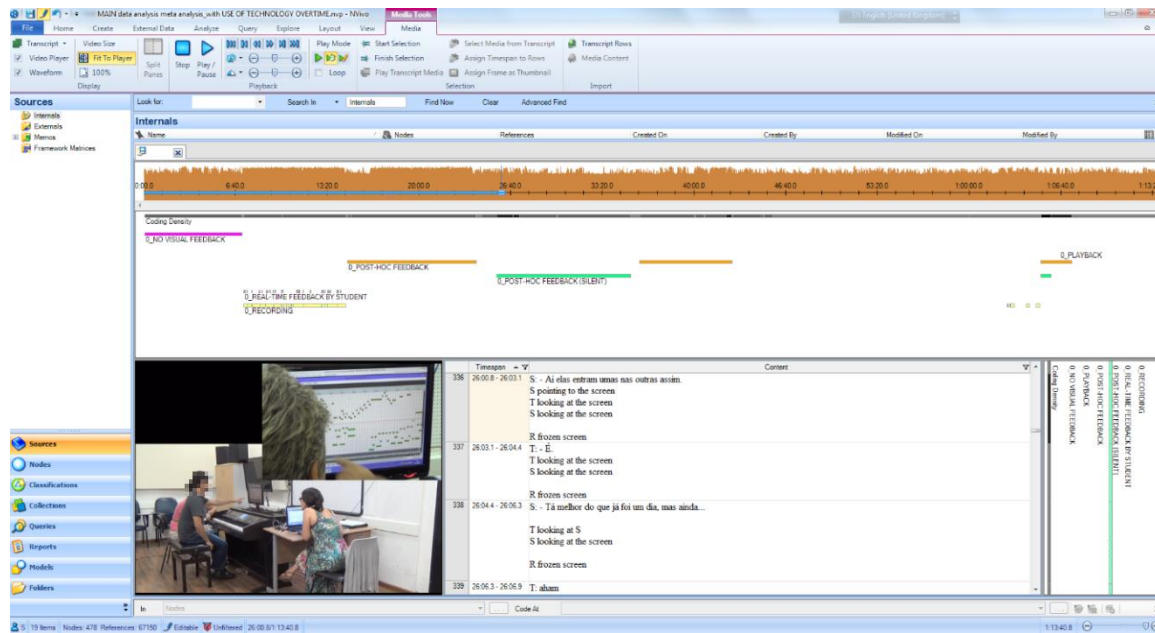 MAIN data analysis meta analysis_with USE OF TECHNOLOGY OVERTIME.nvp - NVivo
Media Tools
EN English (United Kingdom)
File Home Create External Data Analyze Query Explore Layout View Media
Transcript Video Size
Video Player Fit To Player
Waveform 100%
Split Panes
Stop Play / Pause
Play Mode
Loop
Start Selection
Finish Selection
Play Transcript Media
Select Media from Transcript
Assign Timespan to Rows
Assign Frame as Thumbnail
Transcript Rows
Media Content
Display Playback Selection Import
Sources
Internals
Externals
Memos
Framework Matrices
Look for: Search In Internals Find Now Clear Advanced Find
Internals
Name Nodes References Created On Created By Modified On Modified By
0:00.0 6:40.0 13:20.0 20:00.0 26:40.0 33:20.0 40:00.0 46:40.0 53:20.0 1:00:00.0 1:06:40.0 1:13:2
Coding Density
0_NO VISUAL FEEDBACK
0_PLAYBACK
0_POST-HOC FEEDBACK
0_POST-HOC FEEDBACK (SILENT)
0_REAL-TIME FEEDBACK BY STUDENT
0_RECORDING
Timespan Content
336 26:00.8 - 26:03.1 S: - Aí elas entram umas nas outras assim.
S pointing to the screen
T looking at the screen
S looking at the screen
R frozen screen
337 26:03.1 - 26:04.4 T: - É.
T looking at the screen
S looking at the screen
R frozen screen
338 26:04.4 - 26:06.3 S: - Tá melhor do que já foi um dia, mas ainda...
T looking at S
S looking at the screen
R frozen screen
339 26:06.3 - 26:06.9 T: aham
Coding Density
0_NO VISUAL FEEDBACK
0_PLAYBACK
0_POST-HOC FEEDBACK
0_POST-HOC FEEDBACK (SILENT)
0_REAL-TIME FEEDBACK BY STUDENT
0_RECORDING
Sources
Nodes
Classifications
Collections
Queries
Reports
Models
Folders
In Nodes Code At
S 19 Items Nodes: 478 References: 67150 Editable Unfiltered 26:00.8/1:13:40.8 1:13:40.8